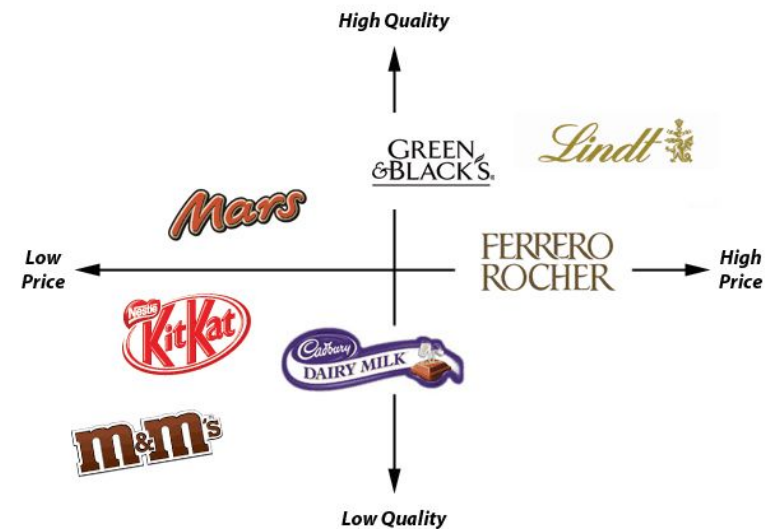 High Quality
GREEN
&BLACK'S®
Lindt
Mars
Low
Price
FERRERO
ROCHER
High
Price
Nestlé
KitKat
Cadbury
DAIRY MILK
m&m's
Low Quality